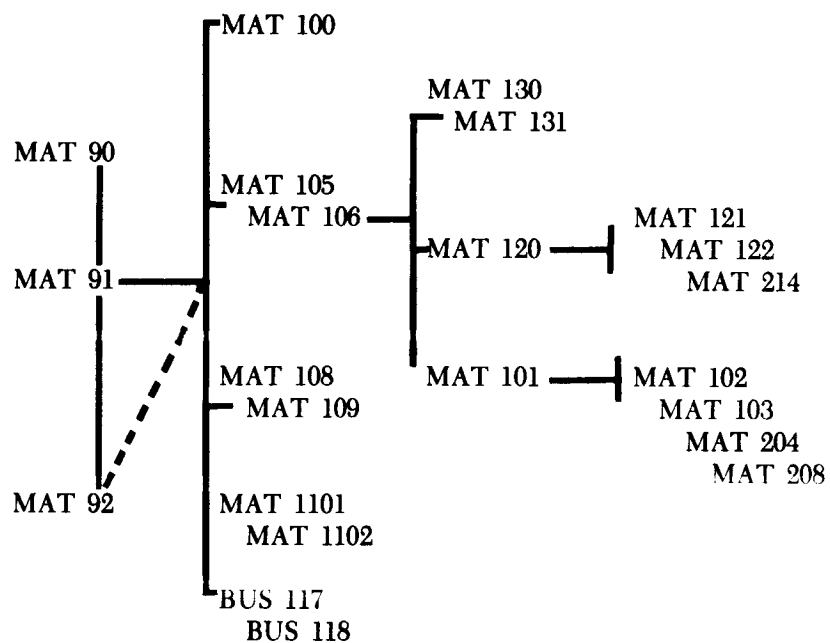 MAT 100
MAT 90
MAT 91
MAT 92
MAT 105
MAT 106
MAT 108
MAT 109
MAT 1101
MAT 1102
BUS 117
BUS 118
MAT 130
MAT 131
MAT 120
MAT 101
MAT 121
MAT 122
MAT 214
MAT 102
MAT 103
MAT 204
MAT 208